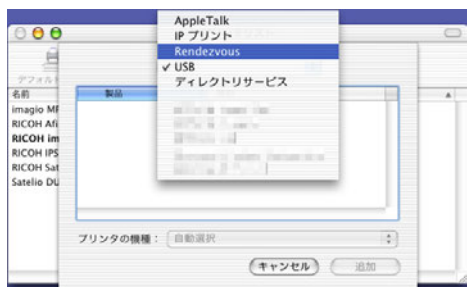 AppleTalk
IP プリント
Rendezvous
✓ USB
ディレクトリサービス
デフォルト
名前
製品
imagio MF
RICOH Afi
RICOH im
RICOH IPS
RICOH Sat
Satelio DU
プリンタの機種：
自動選択
キャンセル
追加